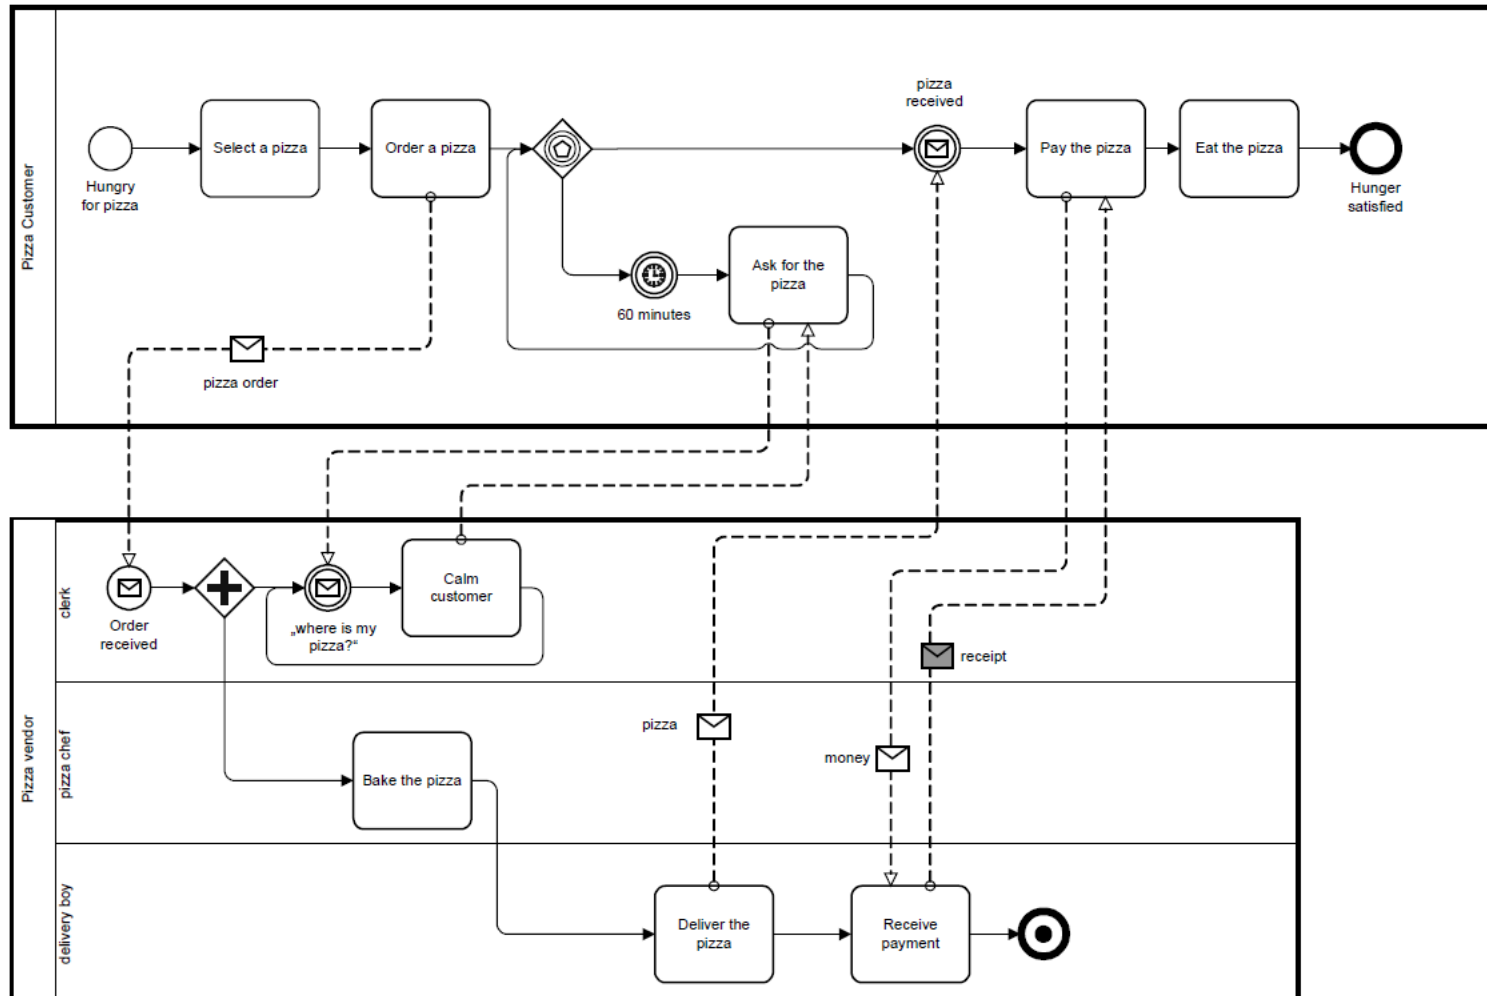 Pizza Customer
Hungry
for pizza
Select a pizza
Order a pizza
pizza
received
Pay the pizza
Eat the pizza
Hunger
satisfied
60 minutes
Ask for the
pizza
pizza order
Pizza vendor
clerk
Order
received
„where is my
pizza?“
Calm
customer
receipt
pizza chef
Bake the pizza
pizza
money
delivery boy
Deliver the
pizza
Receive
payment